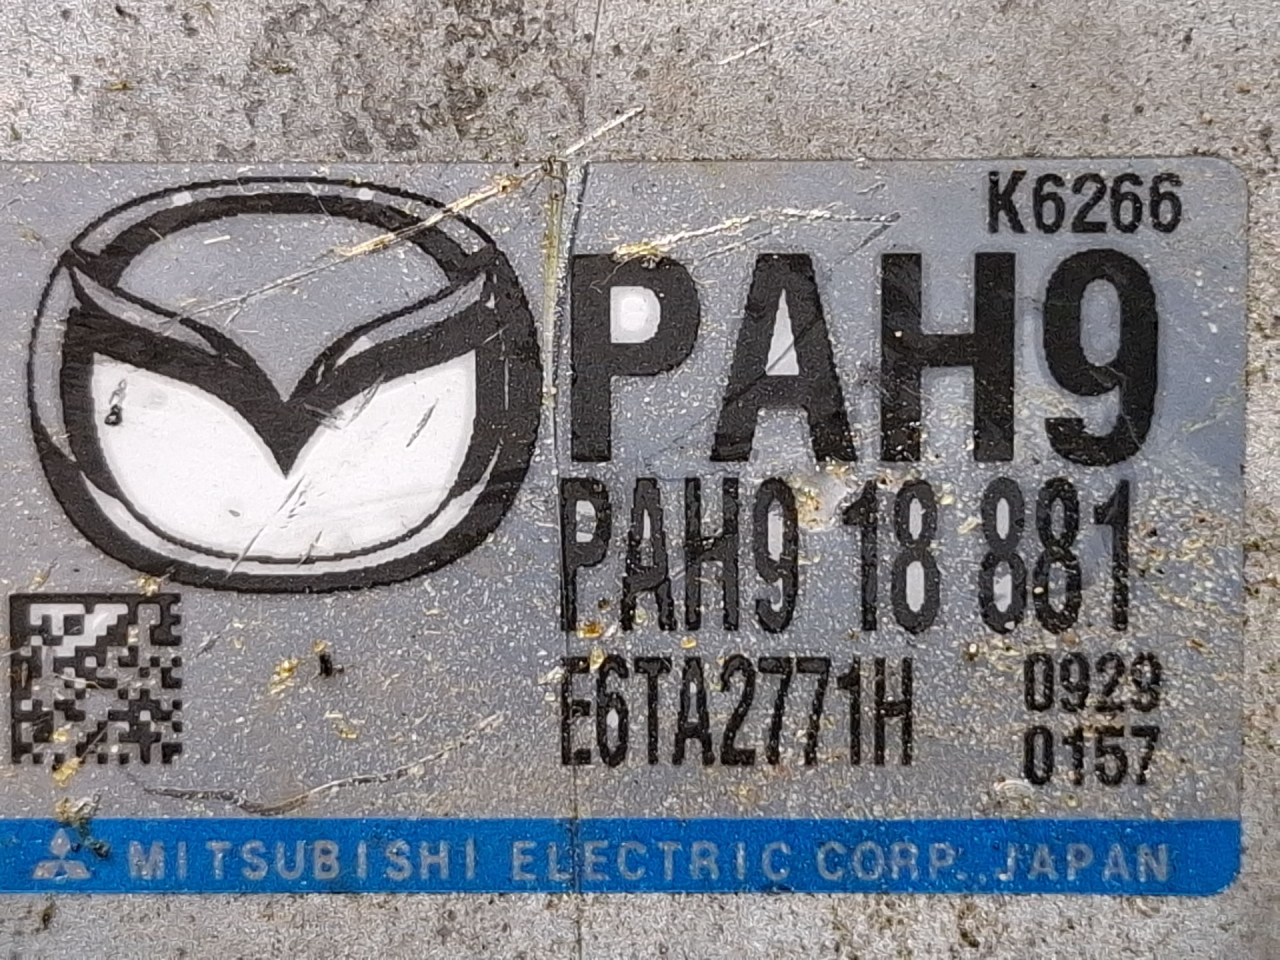 K6266
PAH9
PAH9 18 881
E6TA2771H
0929
0157
MITSUBISHI ELECTRIC CORP. JAPAN